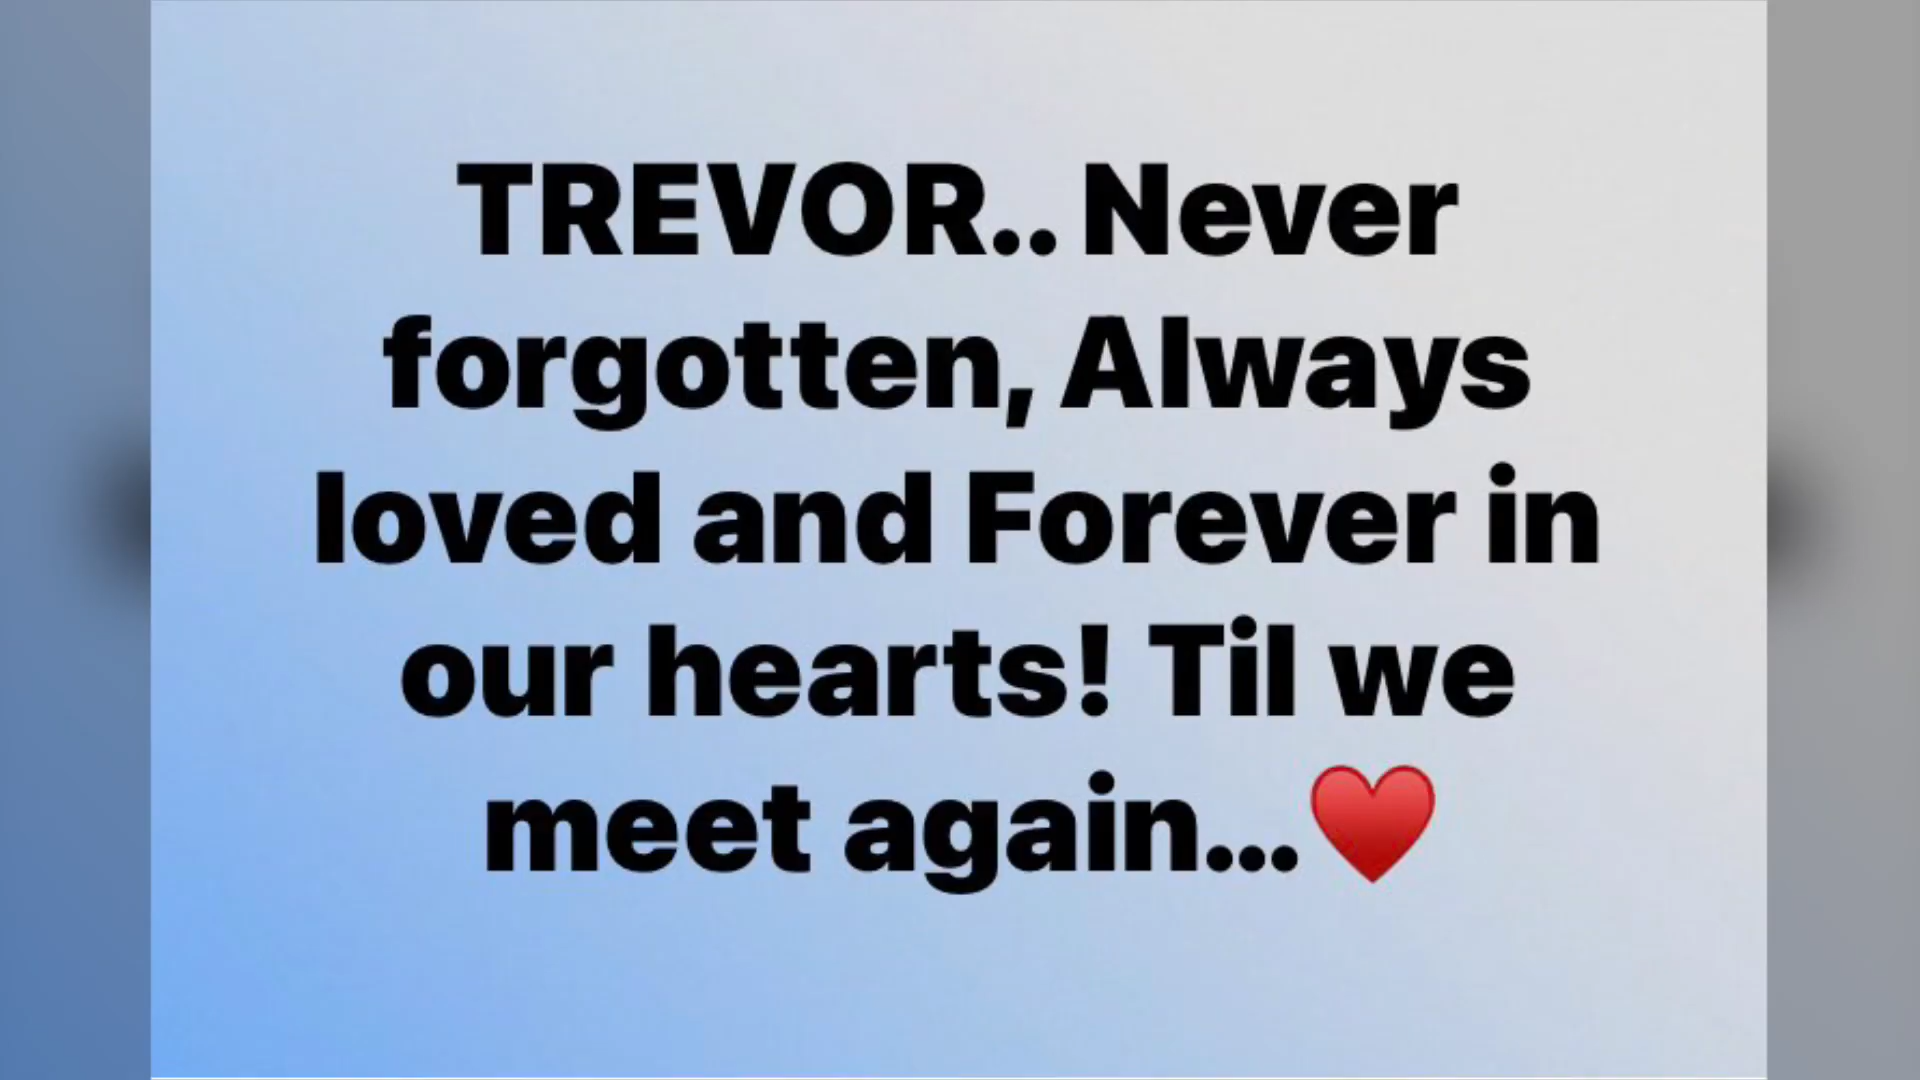 TREVOR.. Never
forgotten, Always
loved and Forever in
our hearts! Til we
meet again...♥️